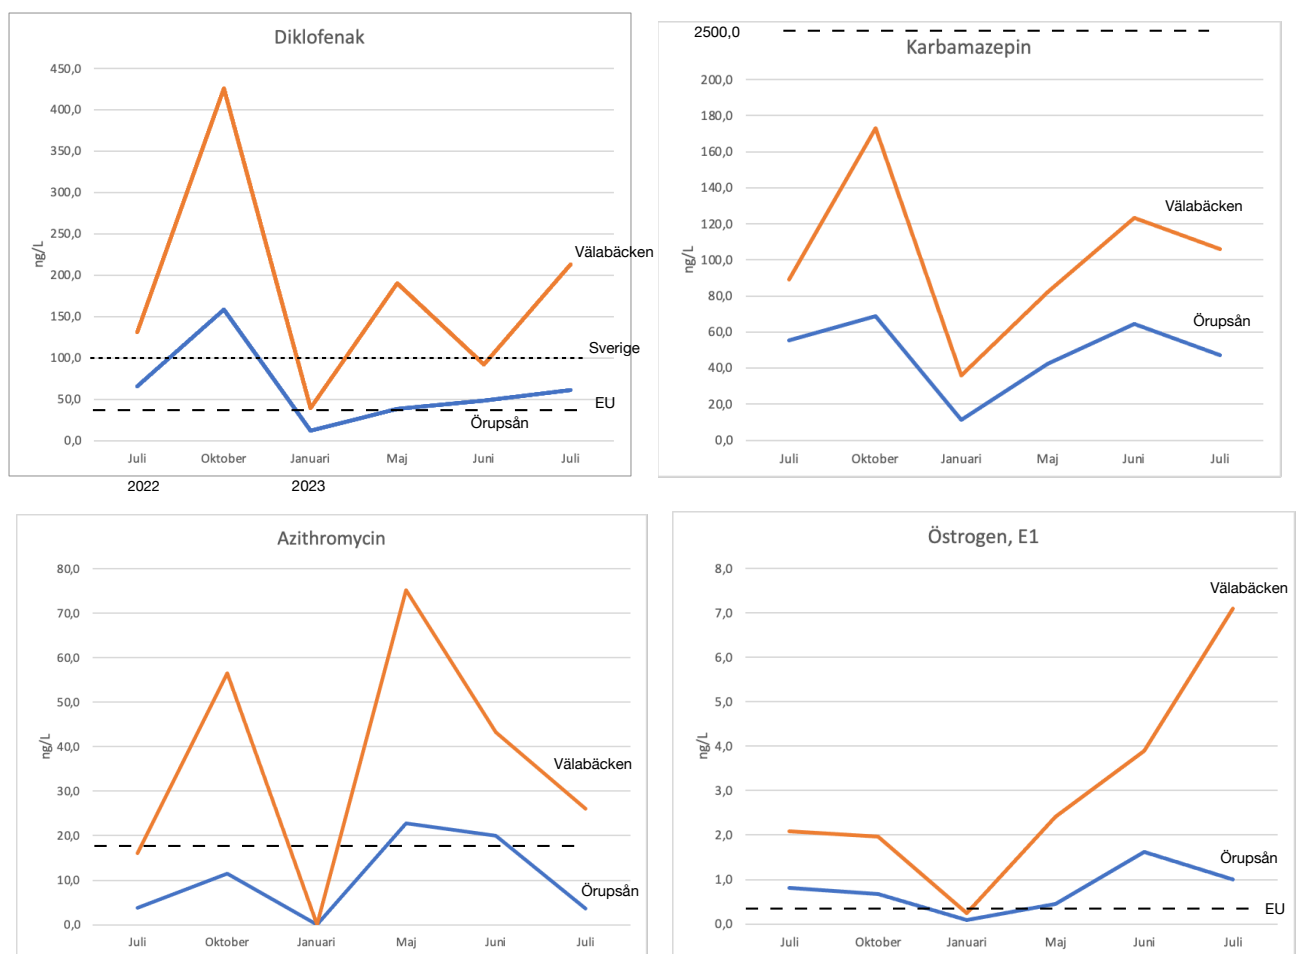 Diklofenak
450,0
400,0
350,0
300,0
250,0
200,0
150,0
100,0
50,0
0,0
ng/L
Välabäcken
Sverige
EU
Örupsån
Juli Oktober Januari Maj Juni Juli
2022 2023
2500,0
Karbamazepin
200,0
180,0
160,0
140,0
120,0
100,0
80,0
60,0
40,0
20,0
0,0
ng/L
Välabäcken
Örupsån
Juli Oktober Januari Maj Juni Juli
Azithromycin
80,0
70,0
60,0
50,0
40,0
30,0
20,0
10,0
0,0
ng/L
Välabäcken
Örupsån
Juli Oktober Januari Maj Juni Juli
Östrogen, E1
8,0
7,0
6,0
5,0
4,0
3,0
2,0
1,0
0,0
ng/L
Välabäcken
Örupsån
EU
Juli Oktober Januari Maj Juni Juli